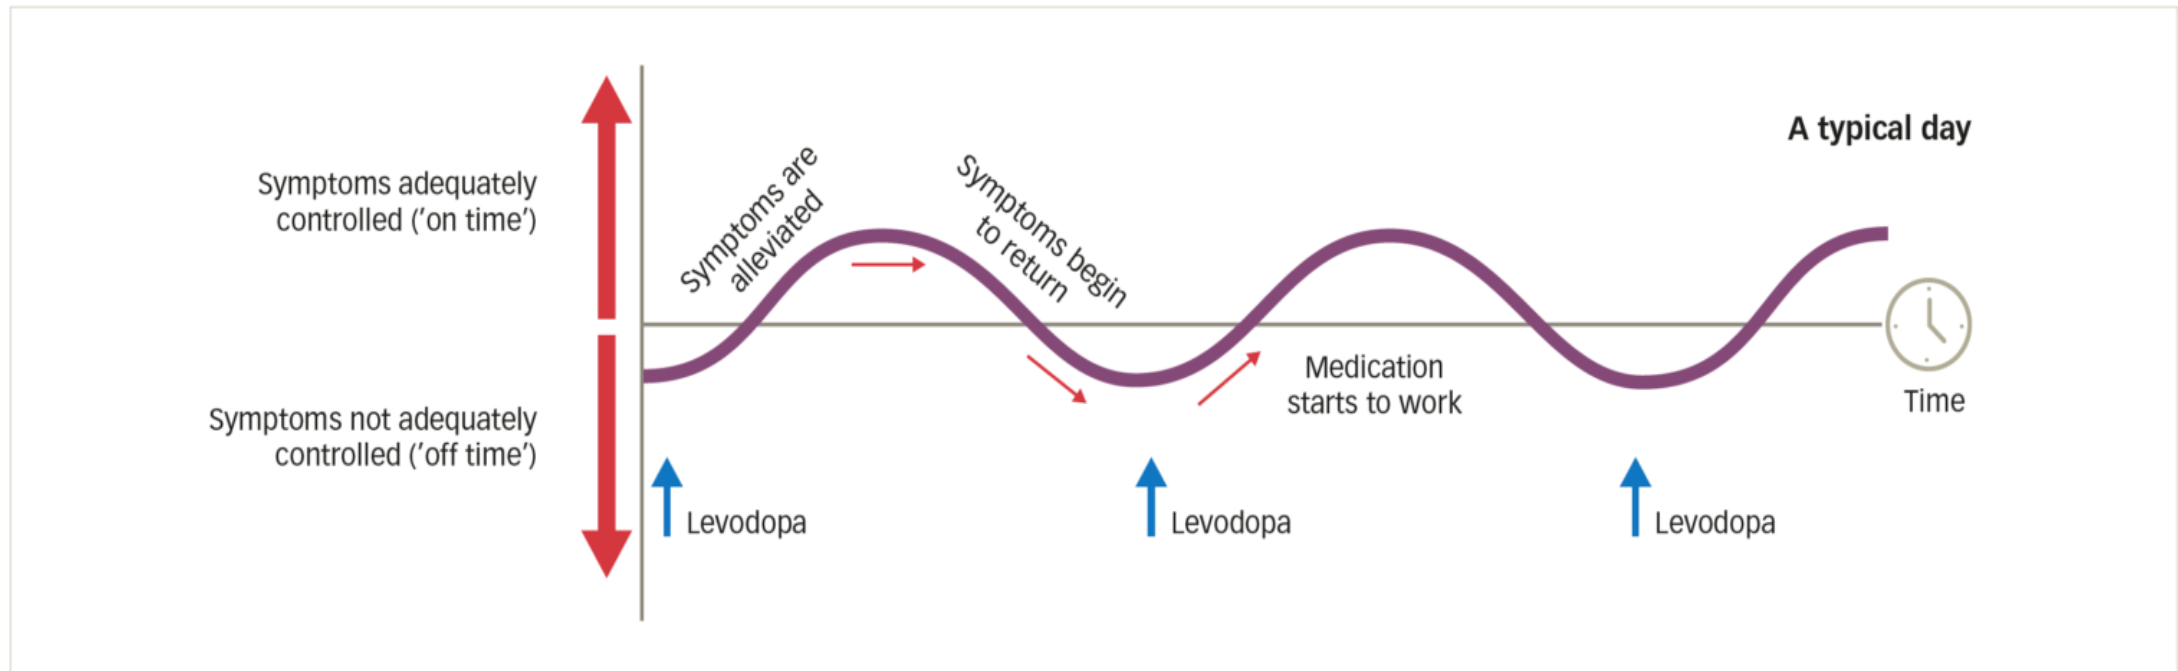 A typical day
Symptoms adequately
controlled (‘on time’)
Symptoms are
alleviated
Symptoms begin
to return
Medication
starts to work
Time
Symptoms not adequately
controlled (‘off time’)
Levodopa
Levodopa
Levodopa